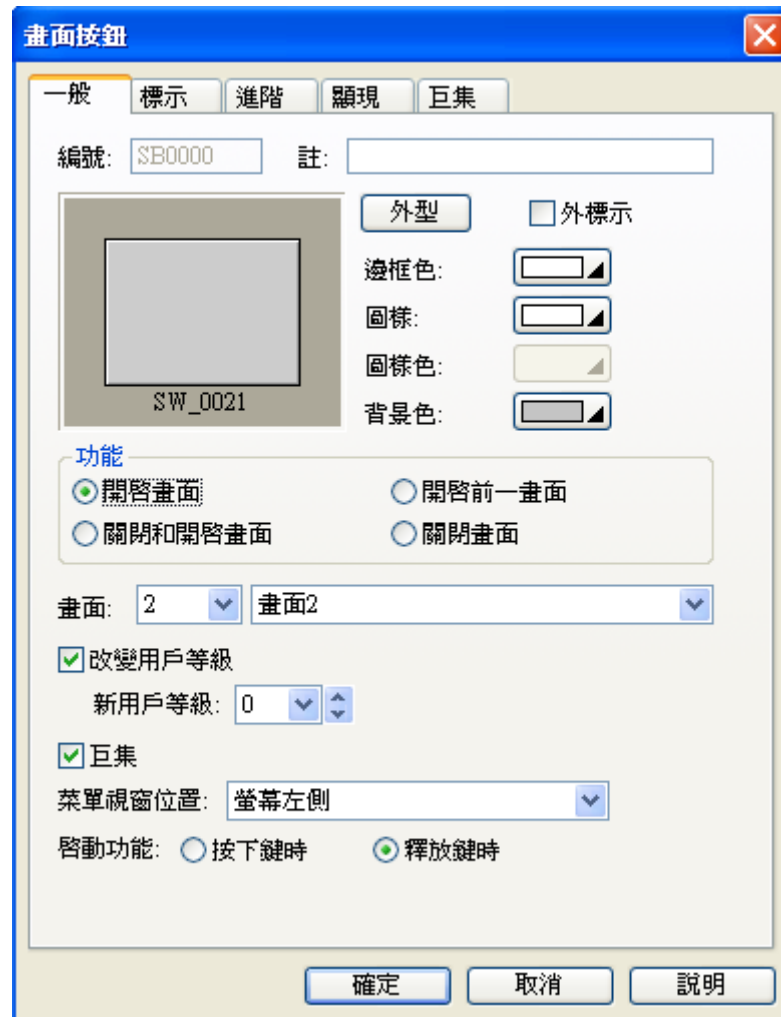 畫面按鈕
一般 標示 進階 顯現 巨集
編號: SB0000 註:
外型 外標示
邊框色:
圖樣:
圖樣色:
SW_0021
背景色:
功能
開啓畫面 開啓前一畫面
關閉和開啓畫面 關閉畫面
畫面: 2 畫面2
改變用戶等級
新用戶等級: 0
巨集
菜單視窗位置: 螢幕左側
啓動功能: 按下鍵時 釋放鍵時
確定 取消 說明